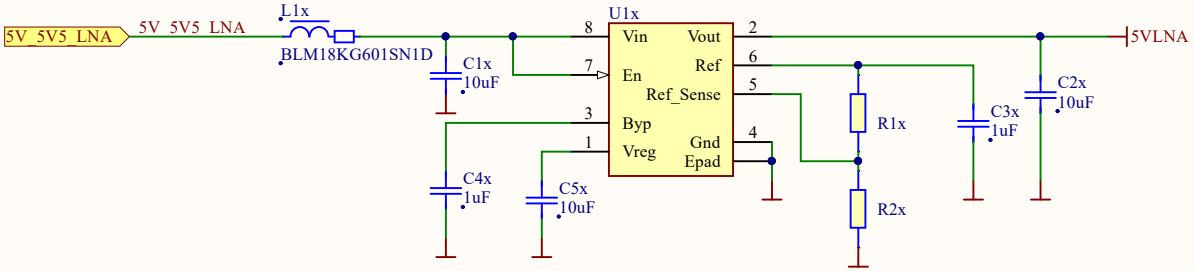 5V_5V5_LNA
5V_5V5_LNA
L1x
BLM18KG601SN1D
C1x
10uF
U1x
8
Vin
Vout
2
7
En
Ref
6
Ref_Sense
5
3
Byp
1
Vreg
Gnd
4
Epad
5VLNA
C2x
10uF
C3x
1uF
R1x
R2x
C4x
1uF
C5x
10uF